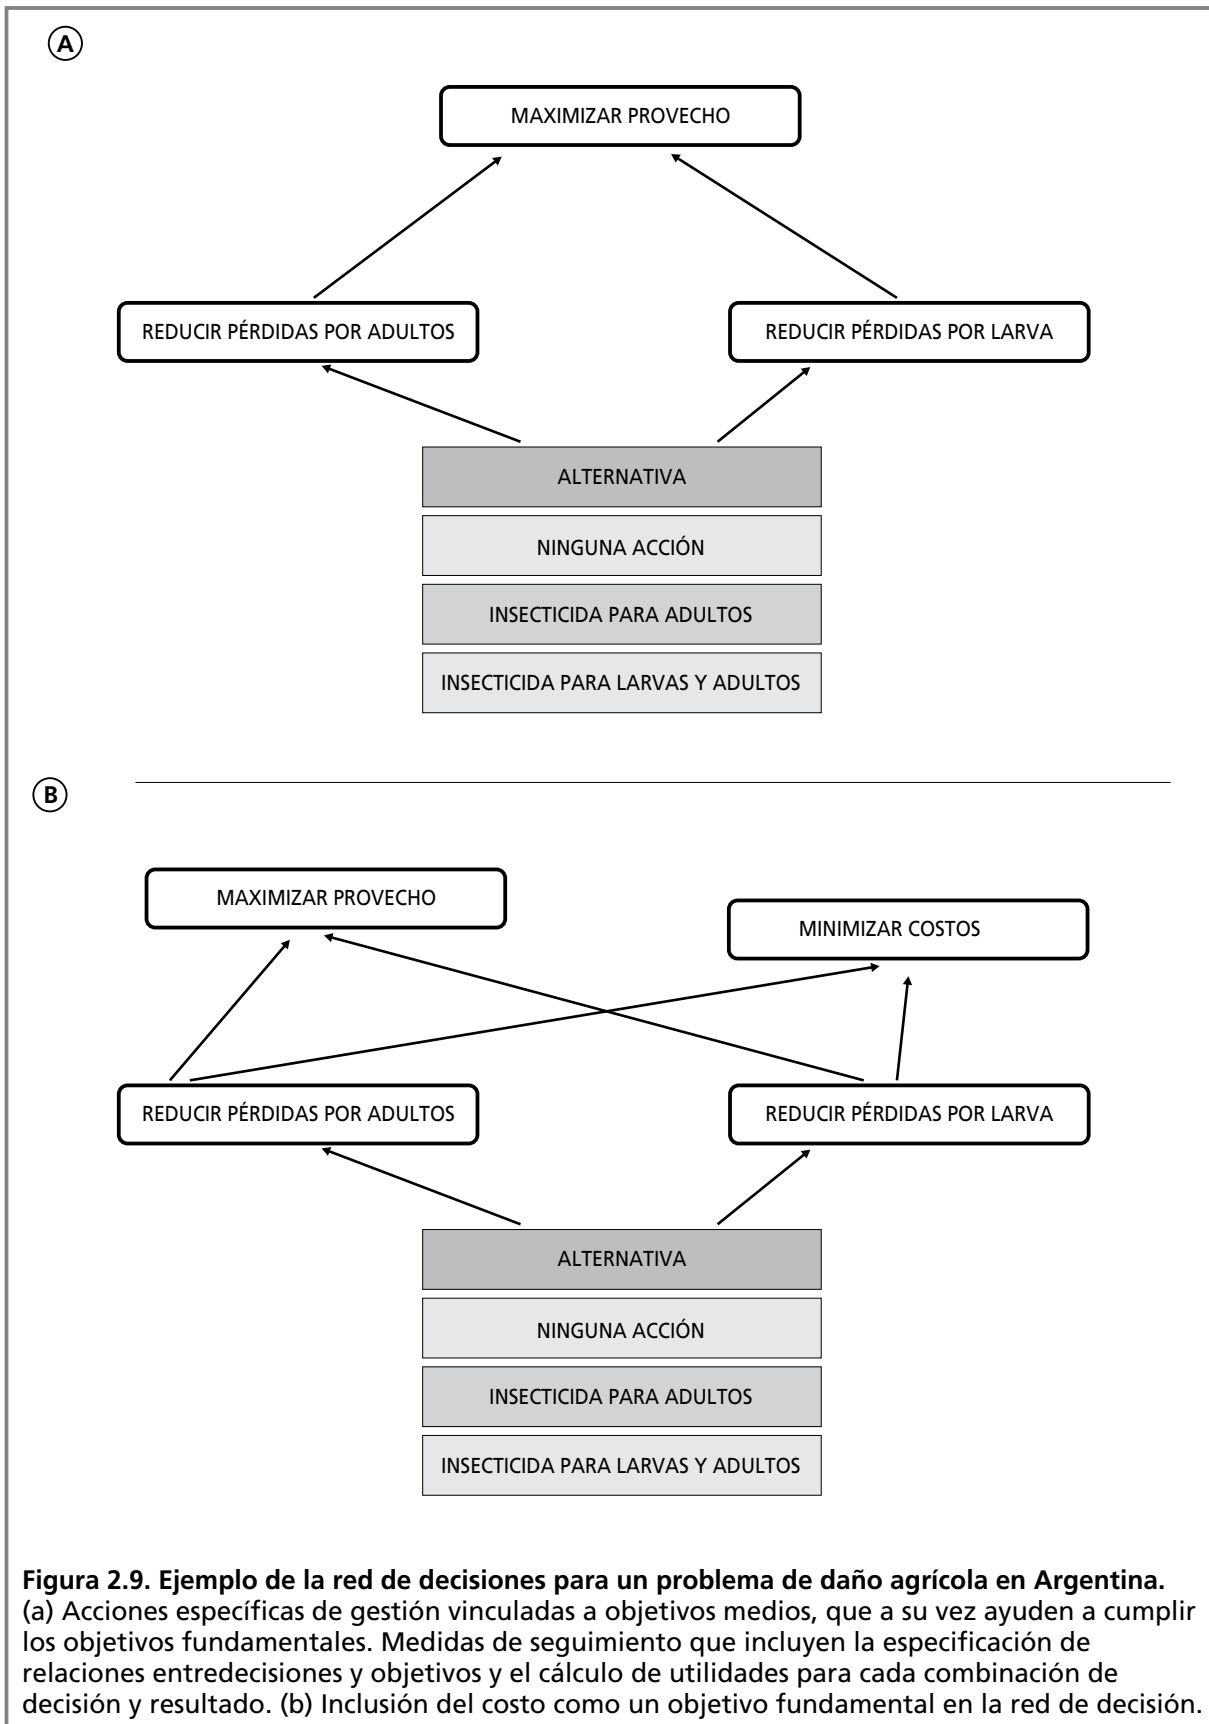 A
MAXIMIZAR PROVECHO
REDUCIR PÉRDIDAS POR ADULTOS
REDUCIR PÉRDIDAS POR LARVA
ALTERNATIVA
NINGUNA ACCIÓN
INSECTICIDA PARA ADULTOS
INSECTICIDA PARA LARVAS Y ADULTOS
B
MAXIMIZAR PROVECHO
MINIMIZAR COSTOS
REDUCIR PÉRDIDAS POR ADULTOS
REDUCIR PÉRDIDAS POR LARVA
ALTERNATIVA
NINGUNA ACCIÓN
INSECTICIDA PARA ADULTOS
INSECTICIDA PARA LARVAS Y ADULTOS
Figura 2.9. Ejemplo de la red de decisiones para un problema de daño agrícola en Argentina.
(a) Acciones específicas de gestión vinculadas a objetivos medios, que a su vez ayuden a cumplir
los objetivos fundamentales. Medidas de seguimiento que incluyen la especificación de
relaciones entredecisiones y objetivos y el cálculo de utilidades para cada combinación de
decisión y resultado. (b) Inclusión del costo como un objetivo fundamental en la red de decisión.